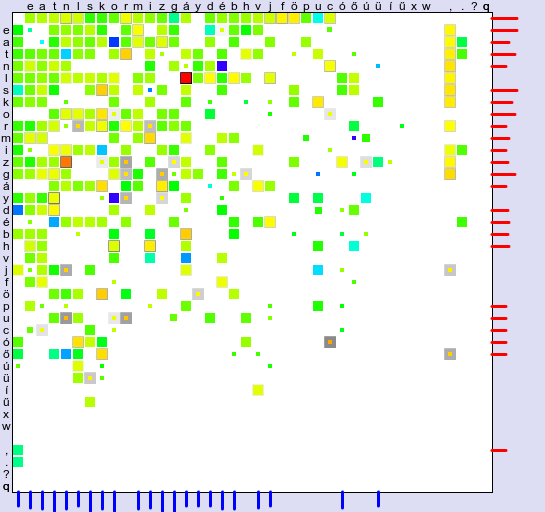 e a t n l s k o r m i z g á y d é b h v j f ö p u c ó ő ú ü í ű x w , . ? q
e
a
t
n
l
s
k
o
r
m
i
z
g
á
y
d
é
b
h
v
j
f
ö
p
u
c
ó
ő
ú
ü
í
ű
x
w
,
.
?
q